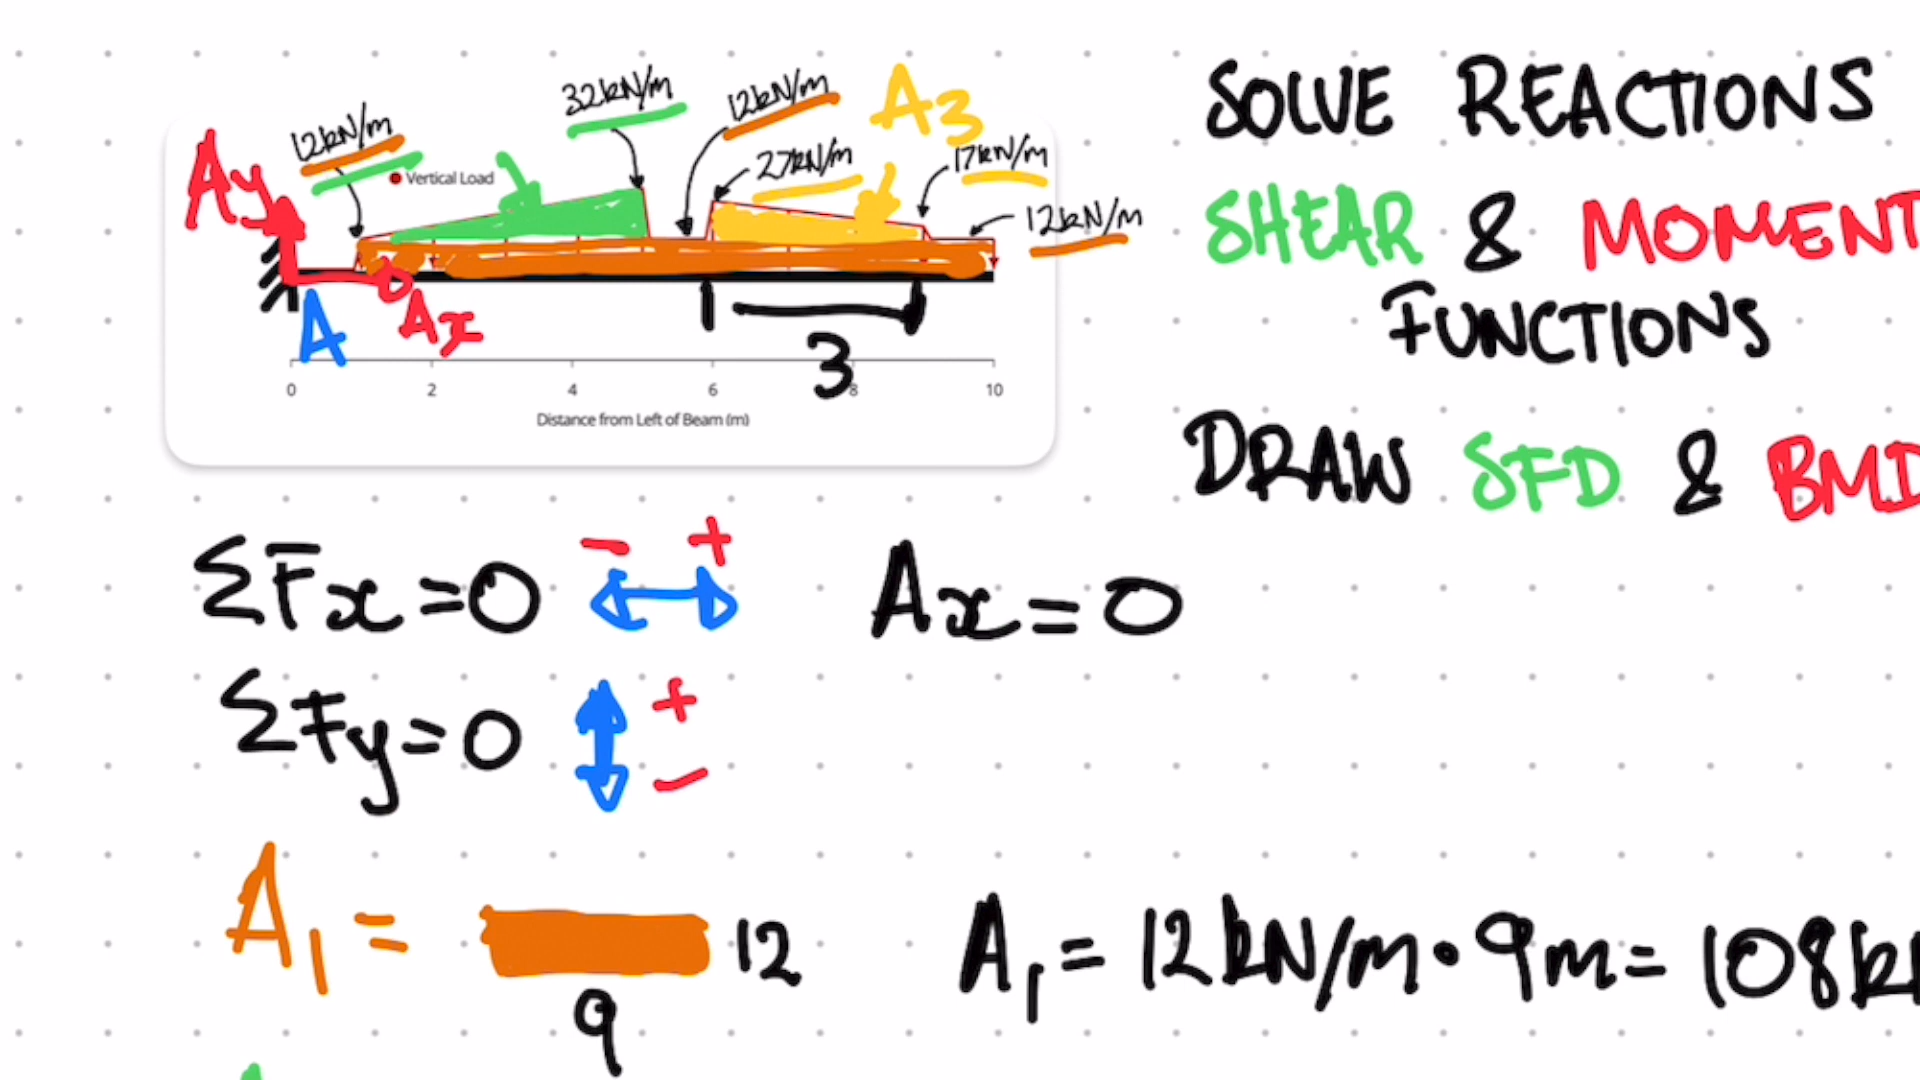 SOLVE REACTIONS
SHEAR & MOMENT
FUNCTIONS
DRAW SFD & BMD
12kN/m
32kN/m
12kN/m
A3
27kN/m
17kN/m
12kN/m
Ay
Vertical Load
A
Ax
3
0 2 4 6 8 10
Distance from Left of Beam (m)
ΣFx=0 - + Ax=0
ΣFy=0 + -
A1= 12
9
A1= 12kN/m·9m= 108k